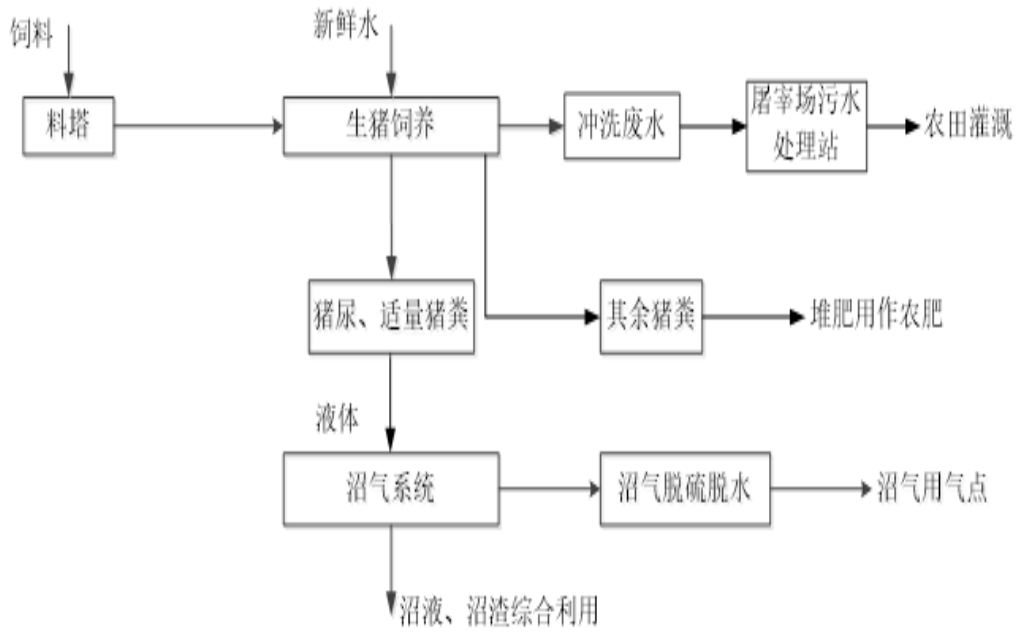 饲料
新鲜水
料塔
生猪饲养
冲洗废水
屠宰场污水
处理站
农田灌溉
猪尿、适量猪粪
其余猪粪
堆肥用作农肥
液体
沼气系统
沼气脱硫脱水
沼气用气点
沼液、沼渣综合利用